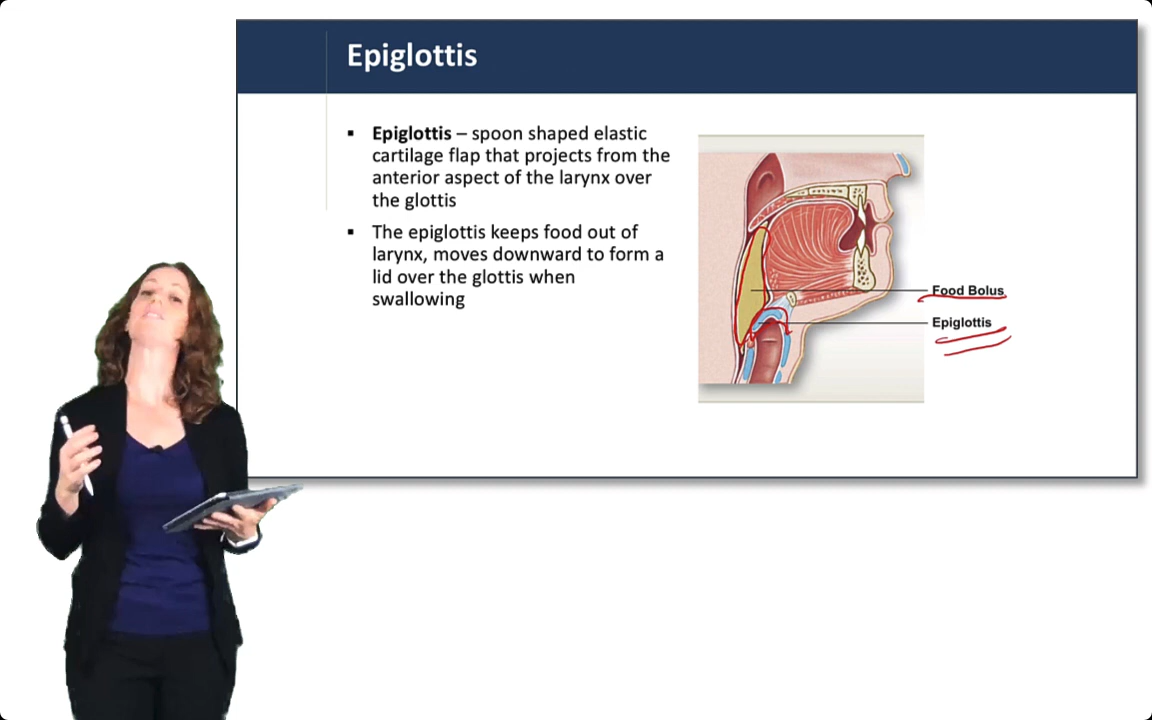 Epiglottis
▪ Epiglottis – spoon shaped elastic
cartilage flap that projects from the
anterior aspect of the larynx over
the glottis
▪ The epiglottis keeps food out of
larynx, moves downward to form a
lid over the glottis when
swallowing
Food Bolus
Epiglottis